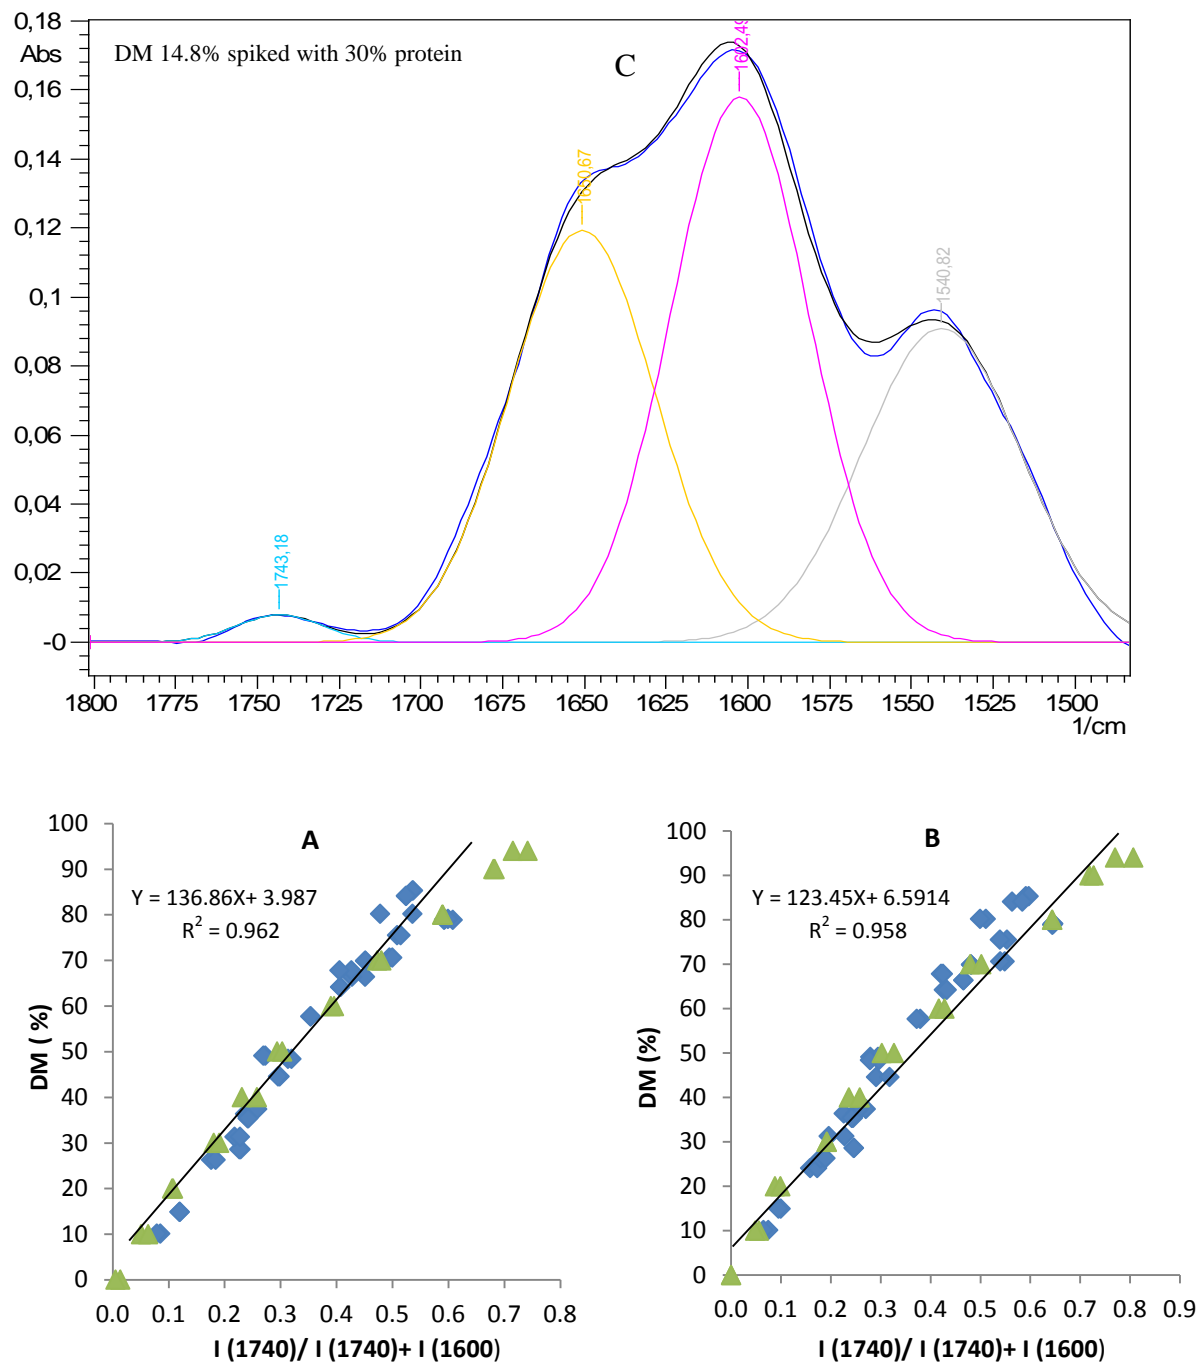 0,18
Abs
DM 14.8% spiked with 30% protein
C
0,16
0,14
0,12
0,1
0,08
0,06
0,04
0,02
-0
1743,18
1650,67
1602,49
1540,82
1800 1775 1750 1725 1700 1675 1650 1625 1600 1575 1550 1525 1500
1/cm
A
Y = 136.86X+ 3.987
R² = 0.962
DM ( %)
100
90
80
70
60
50
40
30
20
10
0
0.0 0.1 0.2 0.3 0.4 0.5 0.6 0.7 0.8
I (1740)/ I (1740)+ I (1600)
B
Y = 123.45X+ 6.5914
R² = 0.958
DM (%)
100
90
80
70
60
50
40
30
20
10
0
0.0 0.1 0.2 0.3 0.4 0.5 0.6 0.7 0.8 0.9
I (1740)/ I (1740)+ I (1600)